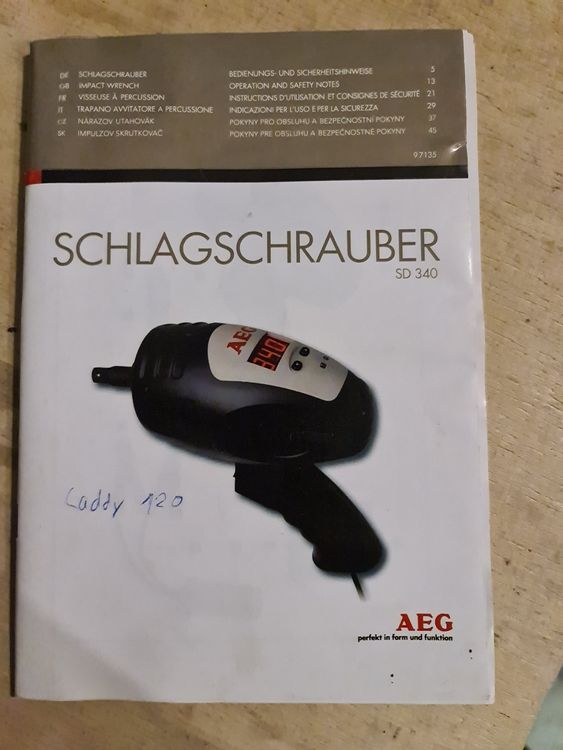 DE SCHLAGSCHRAUBER BEDIENUNGS- UND SICHERHEITSHINWEISE 5
GB IMPACT WRENCH OPERATION AND SAFETY NOTES 13
FR VISSEUSE À PERCUSSION INSTRUCTIONS D'UTILISATION ET CONSIGNES DE SÉCURITÉ 21
IT TRAPANO AVVITATORE A PERCUSSIONE INDICAZIONI PER L'USO E PER LA SICUREZZA 29
CZ NÁRAZOV UTAHOVÁK POKYNY PRO OBSLUHU A BEZPEČNOSTNÍ POKYNY 37
SK IMPULZOV SKRUTKOVAČ POKYNY PRE OBSLUHU A BEZPEČNOSTNÉ POKYNY 45
97135
SCHLAGSCHRAUBER
SD 340
AEG
340
Caddy 120
AEG
perfekt in form und funktion